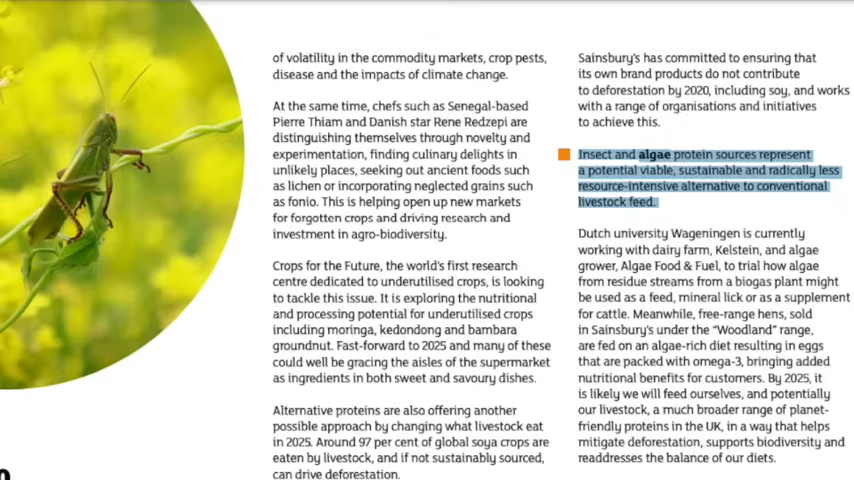 of volatility in the commodity markets, crop pests,
disease and the impacts of climate change.
At the same time, chefs such as Senegal-based
Pierre Thiam and Danish star Rene Redzepi are
distinguishing themselves through novelty and
experimentation, finding culinary delights in
unlikely places, seeking out ancient foods such
as lichen or incorporating neglected grains such
as fonio. This is helping open up new markets
for forgotten crops and driving research and
investment in agro-biodiversity.
Crops for the Future, the world's first research
centre dedicated to underutilised crops, is looking
to tackle this issue. It is exploring the nutritional
and processing potential for underutilised crops
including moringa, kedondong and bambara
groundnut. Fast-forward to 2025 and many of these
could well be gracing the aisles of the supermarket
as ingredients in both sweet and savoury dishes.
Alternative proteins are also offering another
possible approach by changing what livestock eat
in 2025. Around 97 per cent of global soya crops are
eaten by livestock, and if not sustainably sourced,
can drive deforestation.
Sainsbury's has committed to ensuring that
its own brand products do not contribute
to deforestation by 2020, including soy, and works
with a range of organisations and initiatives
to achieve this.
Insect and algae protein sources represent
a potential viable, sustainable and radically less
resource-intensive alternative to conventional
livestock feed.
Dutch university Wageningen is currently
working with dairy farm, Kelstein, and algae
grower, Algae Food & Fuel, to trial how algae
from residue streams from a biogas plant might
be used as a feed, mineral lick or as a supplement
for cattle. Meanwhile, free-range hens, sold
in Sainsbury's under the "Woodland" range,
are fed on an algae-rich diet resulting in eggs
that are packed with omega-3, bringing added
nutritional benefits for customers. By 2025, it
is likely we will feed ourselves, and potentially
our livestock, a much broader range of planet-
friendly proteins in the UK, in a way that helps
mitigate deforestation, supports biodiversity and
readdresses the balance of our diets.